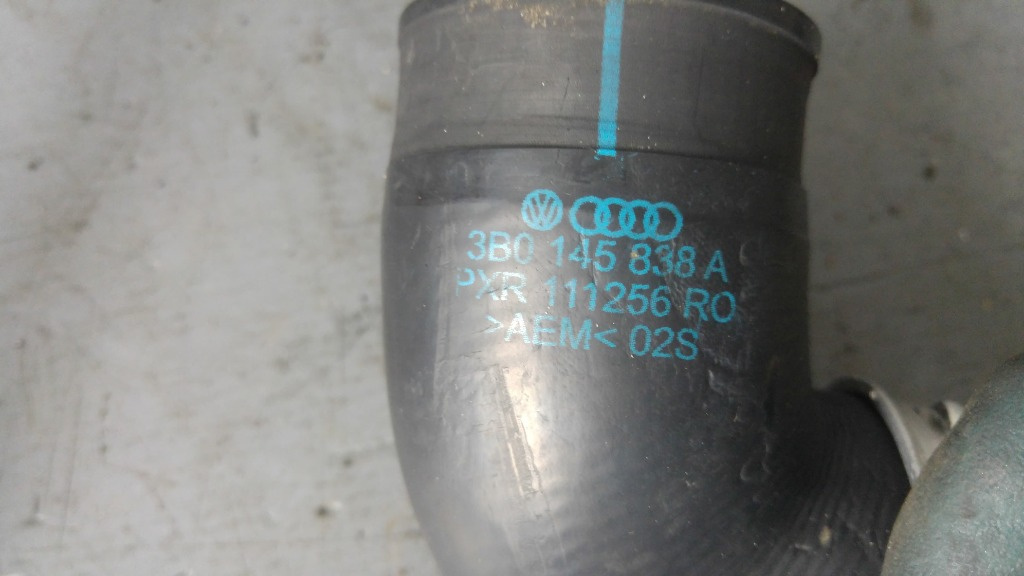 3B0 145 838 A
PXR 111256 RO
>AEM< 02S